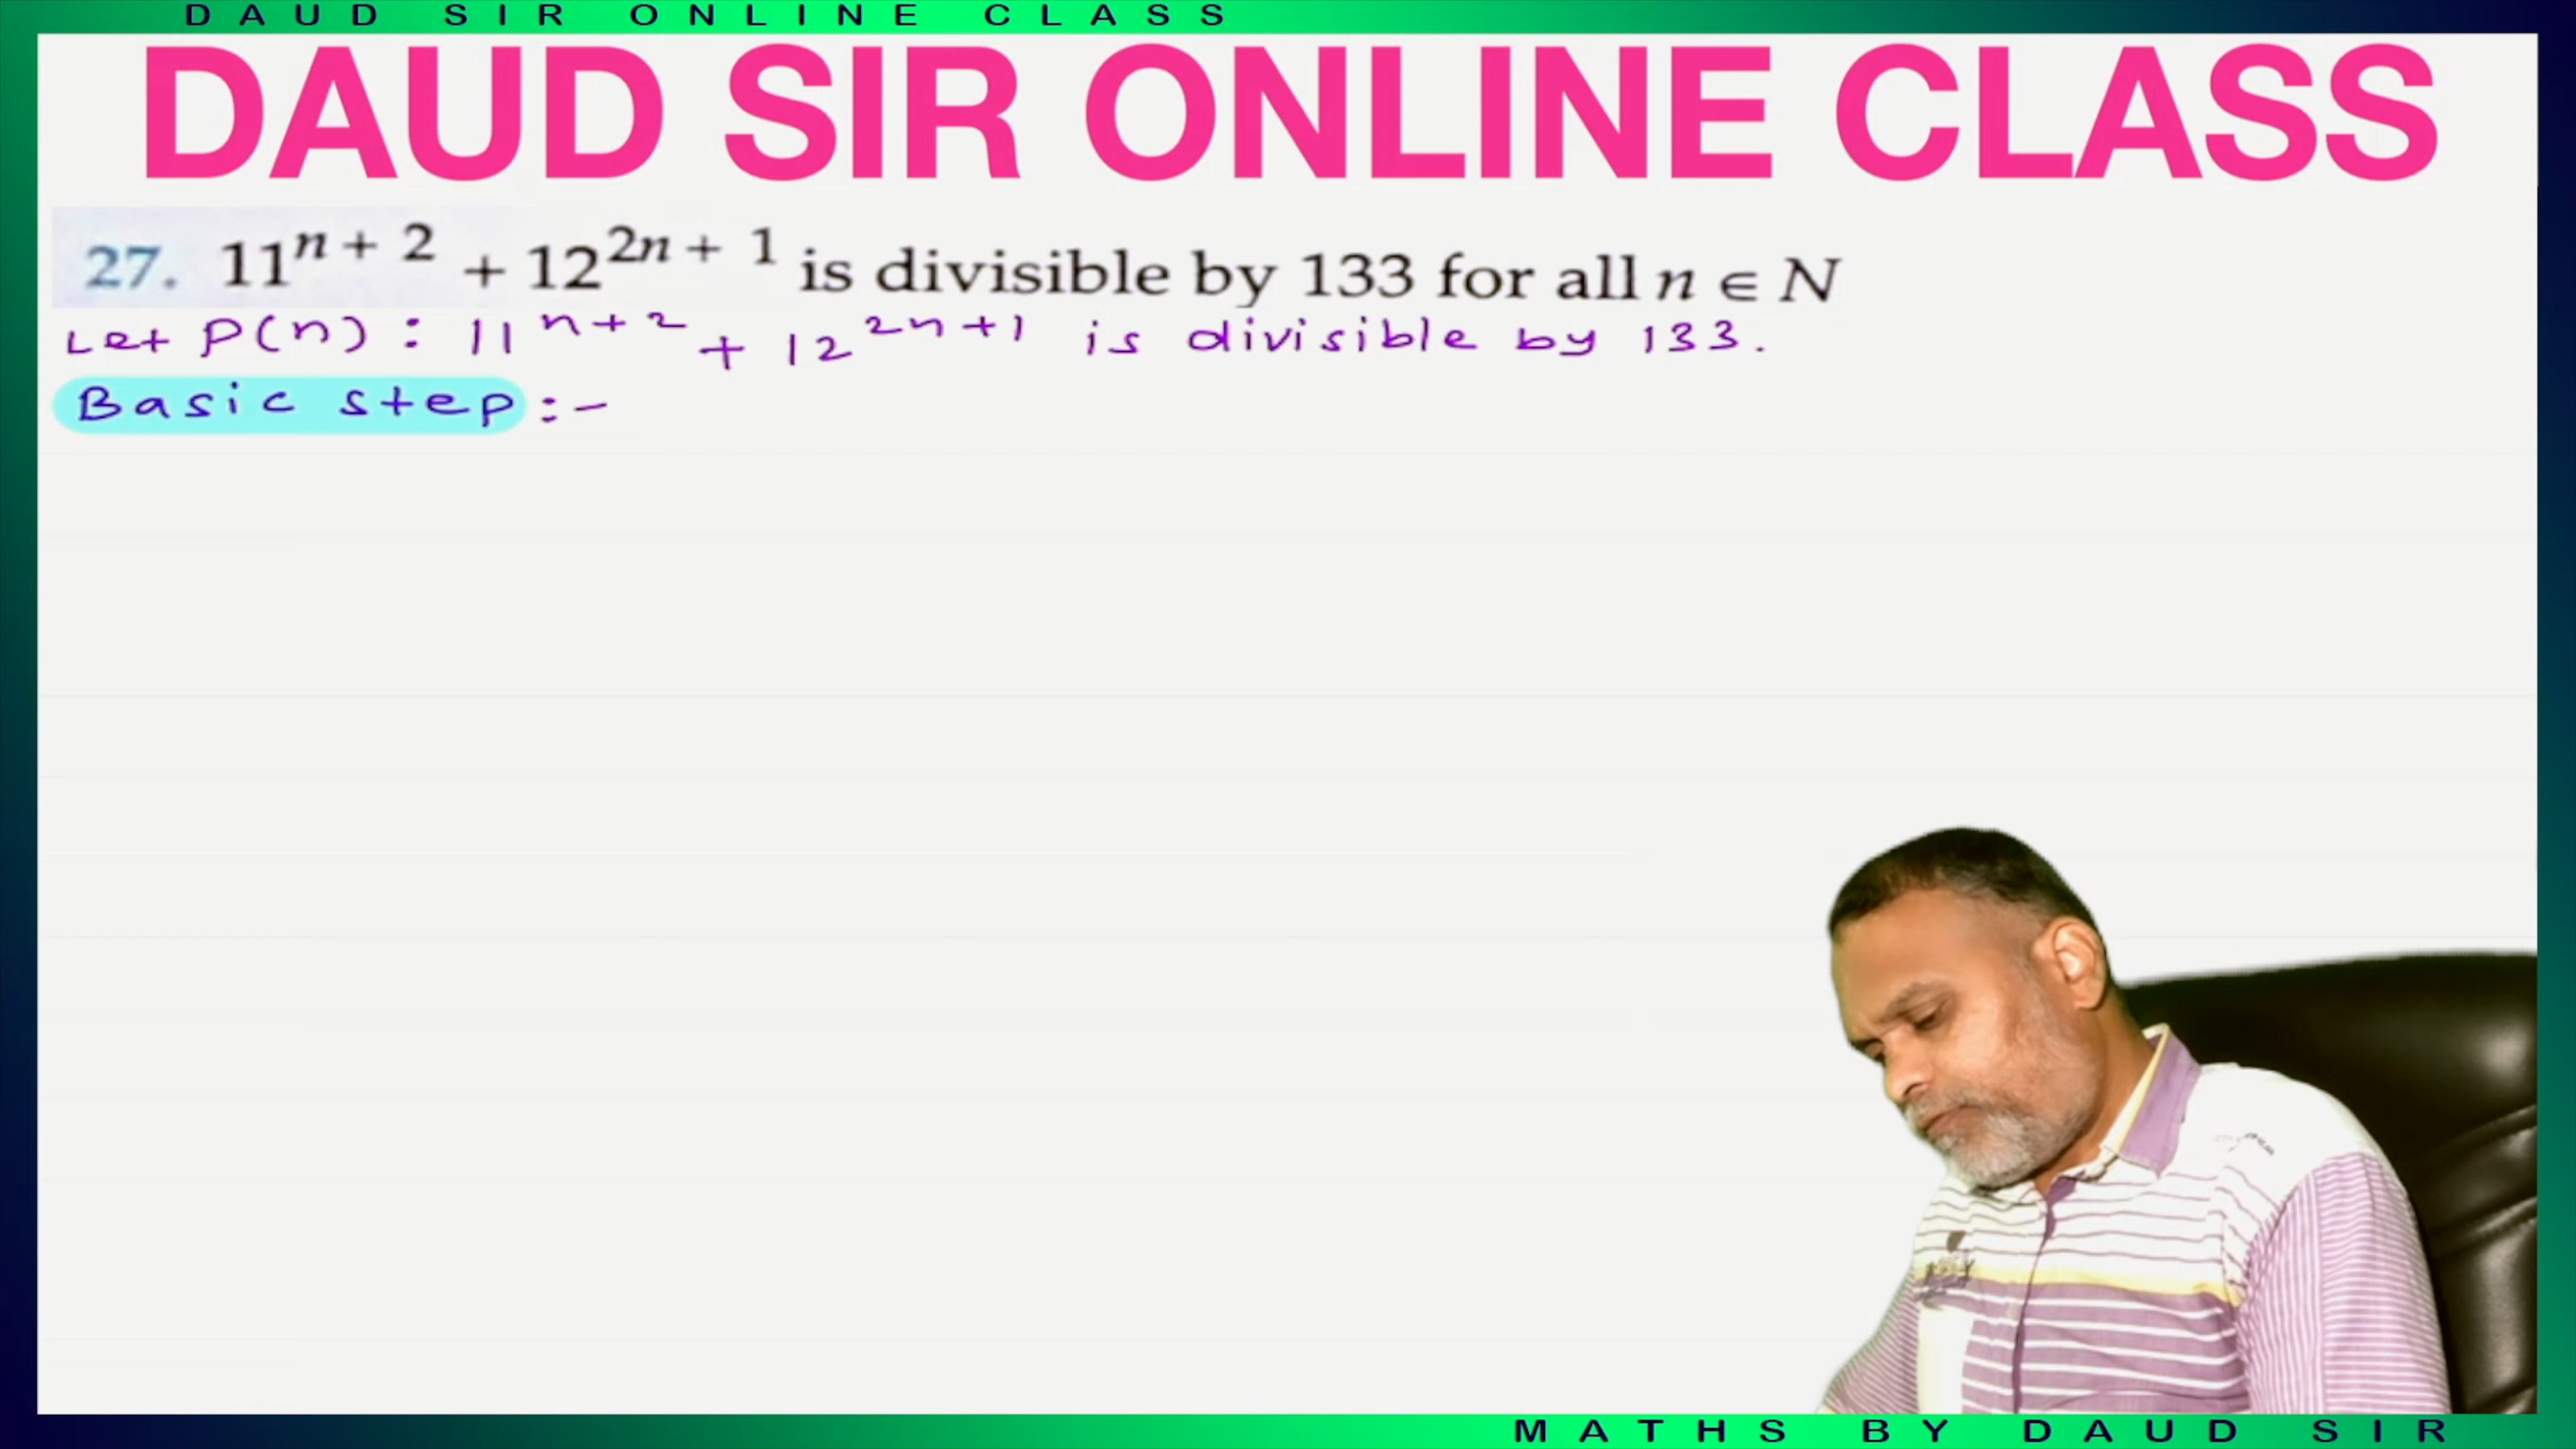 DAUD SIR ONLINE CLASS
DAUD SIR ONLINE CLASS
27. 11^{n+2} + 12^{2n+1} is divisible by 133 for all n ∈ N
Let P(n) : 11^{n+2} + 12^{2n+1} is divisible by 133.
Basic step :-
MATHS BY DAUD SIR